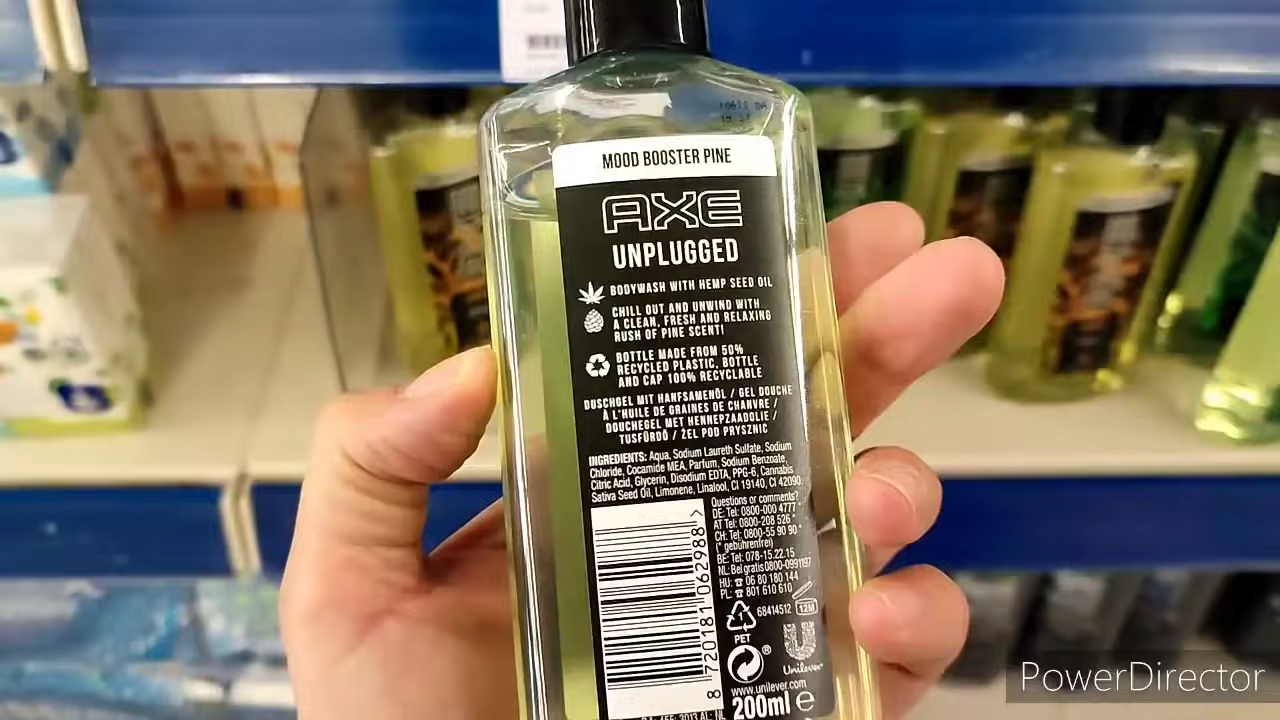 MOOD BOOSTER PINE
AXE
UNPLUGGED
BODYWASH WITH HEMP SEED OIL
CHILL OUT AND UNWIND WITH
A CLEAN, FRESH AND RELAXING
RUSH OF PINE SCENT!
BOTTLE MADE FROM 50%
RECYCLED PLASTIC, BOTTLE
AND CAP 100% RECYCLABLE
DUSCHGEL MIT HANFSAMENÖL / GEL DOUCHE
À L'HUILE DE GRAINES DE CHANVRE /
DOUCHEGEL MET HENNEPZAADOLIE /
TUSFÜRDŐ / ŻEL POD PRYSZNIC
INGREDIENTS: Aqua, Sodium Laureth Sulfate, Sodium
Chloride, Cocamide MEA, Parfum, Sodium Benzoate,
Citric Acid, Glycerin, Disodium EDTA, PPG-6, Cannabis
Sativa Seed Oil, Limonene, Linalool, CI 19140, CI 42090.
Questions or comments?
DE: Tel: 0800-000 4777 *
AT Tel: 0800-208 526 *
CH: Tel: 0800-55 90 90 *
(* gebührenfrei)
BE: Tel: 078-15.22.15
NL: Bel gratis 0800-0991197
HU: ☎ 06 80 180 144
PL: ☎ 801 610 610
1
68414512
12M
PET
Unilever
www.unilever.com
200ml e
8 720181 062988 >
PowerDirector